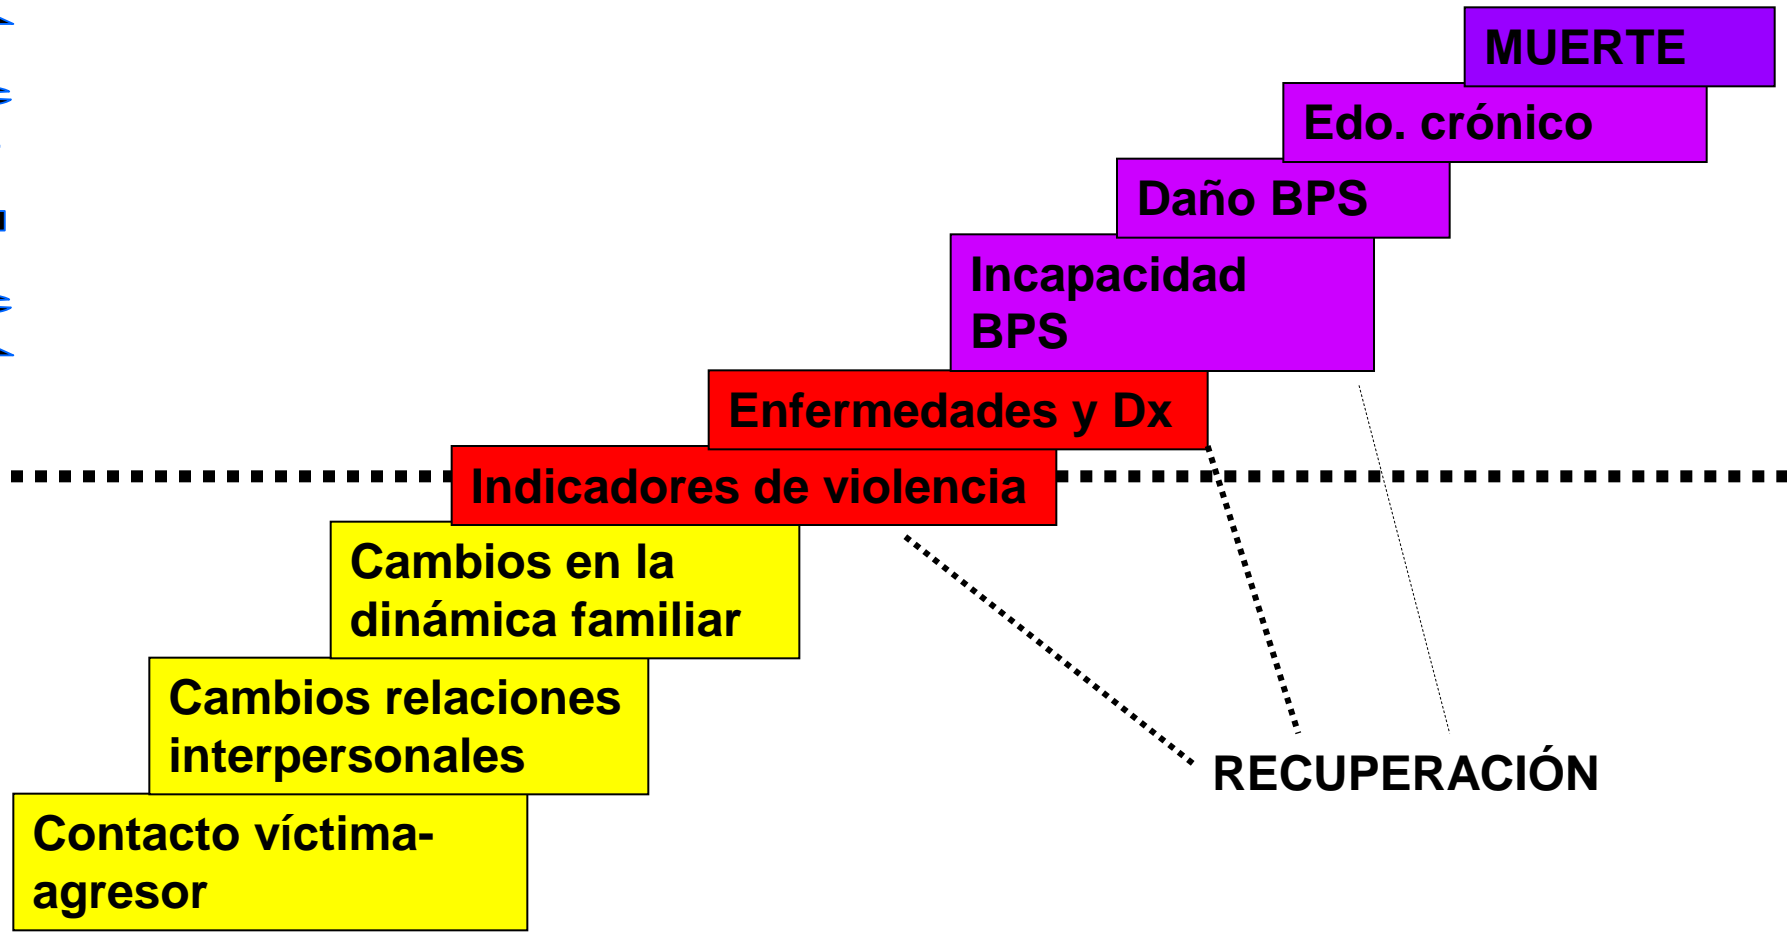 MUERTE
Edo. crónico
Daño BPS
Incapacidad
BPS
Enfermedades y Dx
Indicadores de violencia
Cambios en la
dinámica familiar
Cambios relaciones
interpersonales
RECUPERACIÓN
Contacto víctima-
agresor